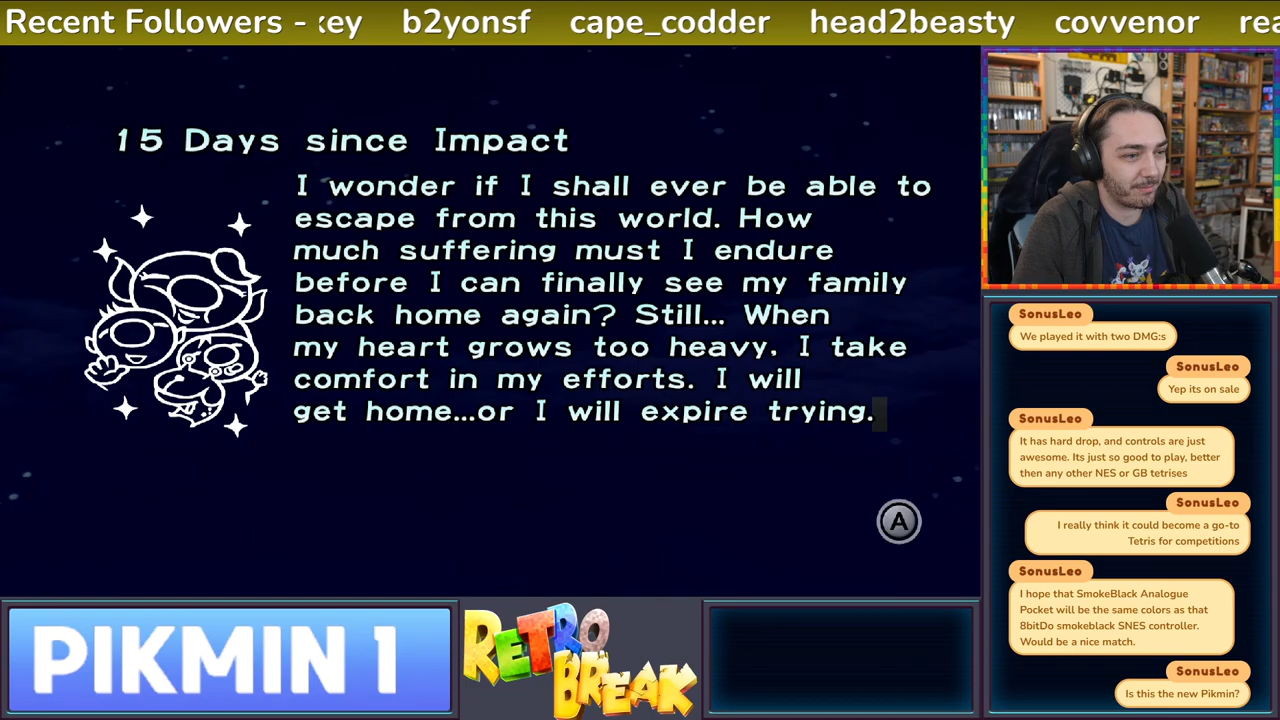 Recent Followers - key b2yonsf cape_codder head2beasty covvenor rea
15 Days since Impact
I wonder if I shall ever be able to
escape from this world. How
much suffering must I endure
before I can finally see my family
back home again? Still... When
my heart grows too heavy, I take
comfort in my efforts. I will
get home...or I will expire trying.
A
SonusLeo
We played it with two DMG:s
SonusLeo
Yep its on sale
SonusLeo
It has hard drop, and controls are just
awesome. Its just so good to play, better
then any other NES or GB tetrises
SonusLeo
I really think it could become a go-to
Tetris for competitions
SonusLeo
I hope that SmokeBlack Analogue
Pocket will be the same colors as that
8bitDo smokeblack SNES controller.
Would be a nice match.
SonusLeo
Is this the new Pikmin?
PIKMIN 1
RETRO
BREAK